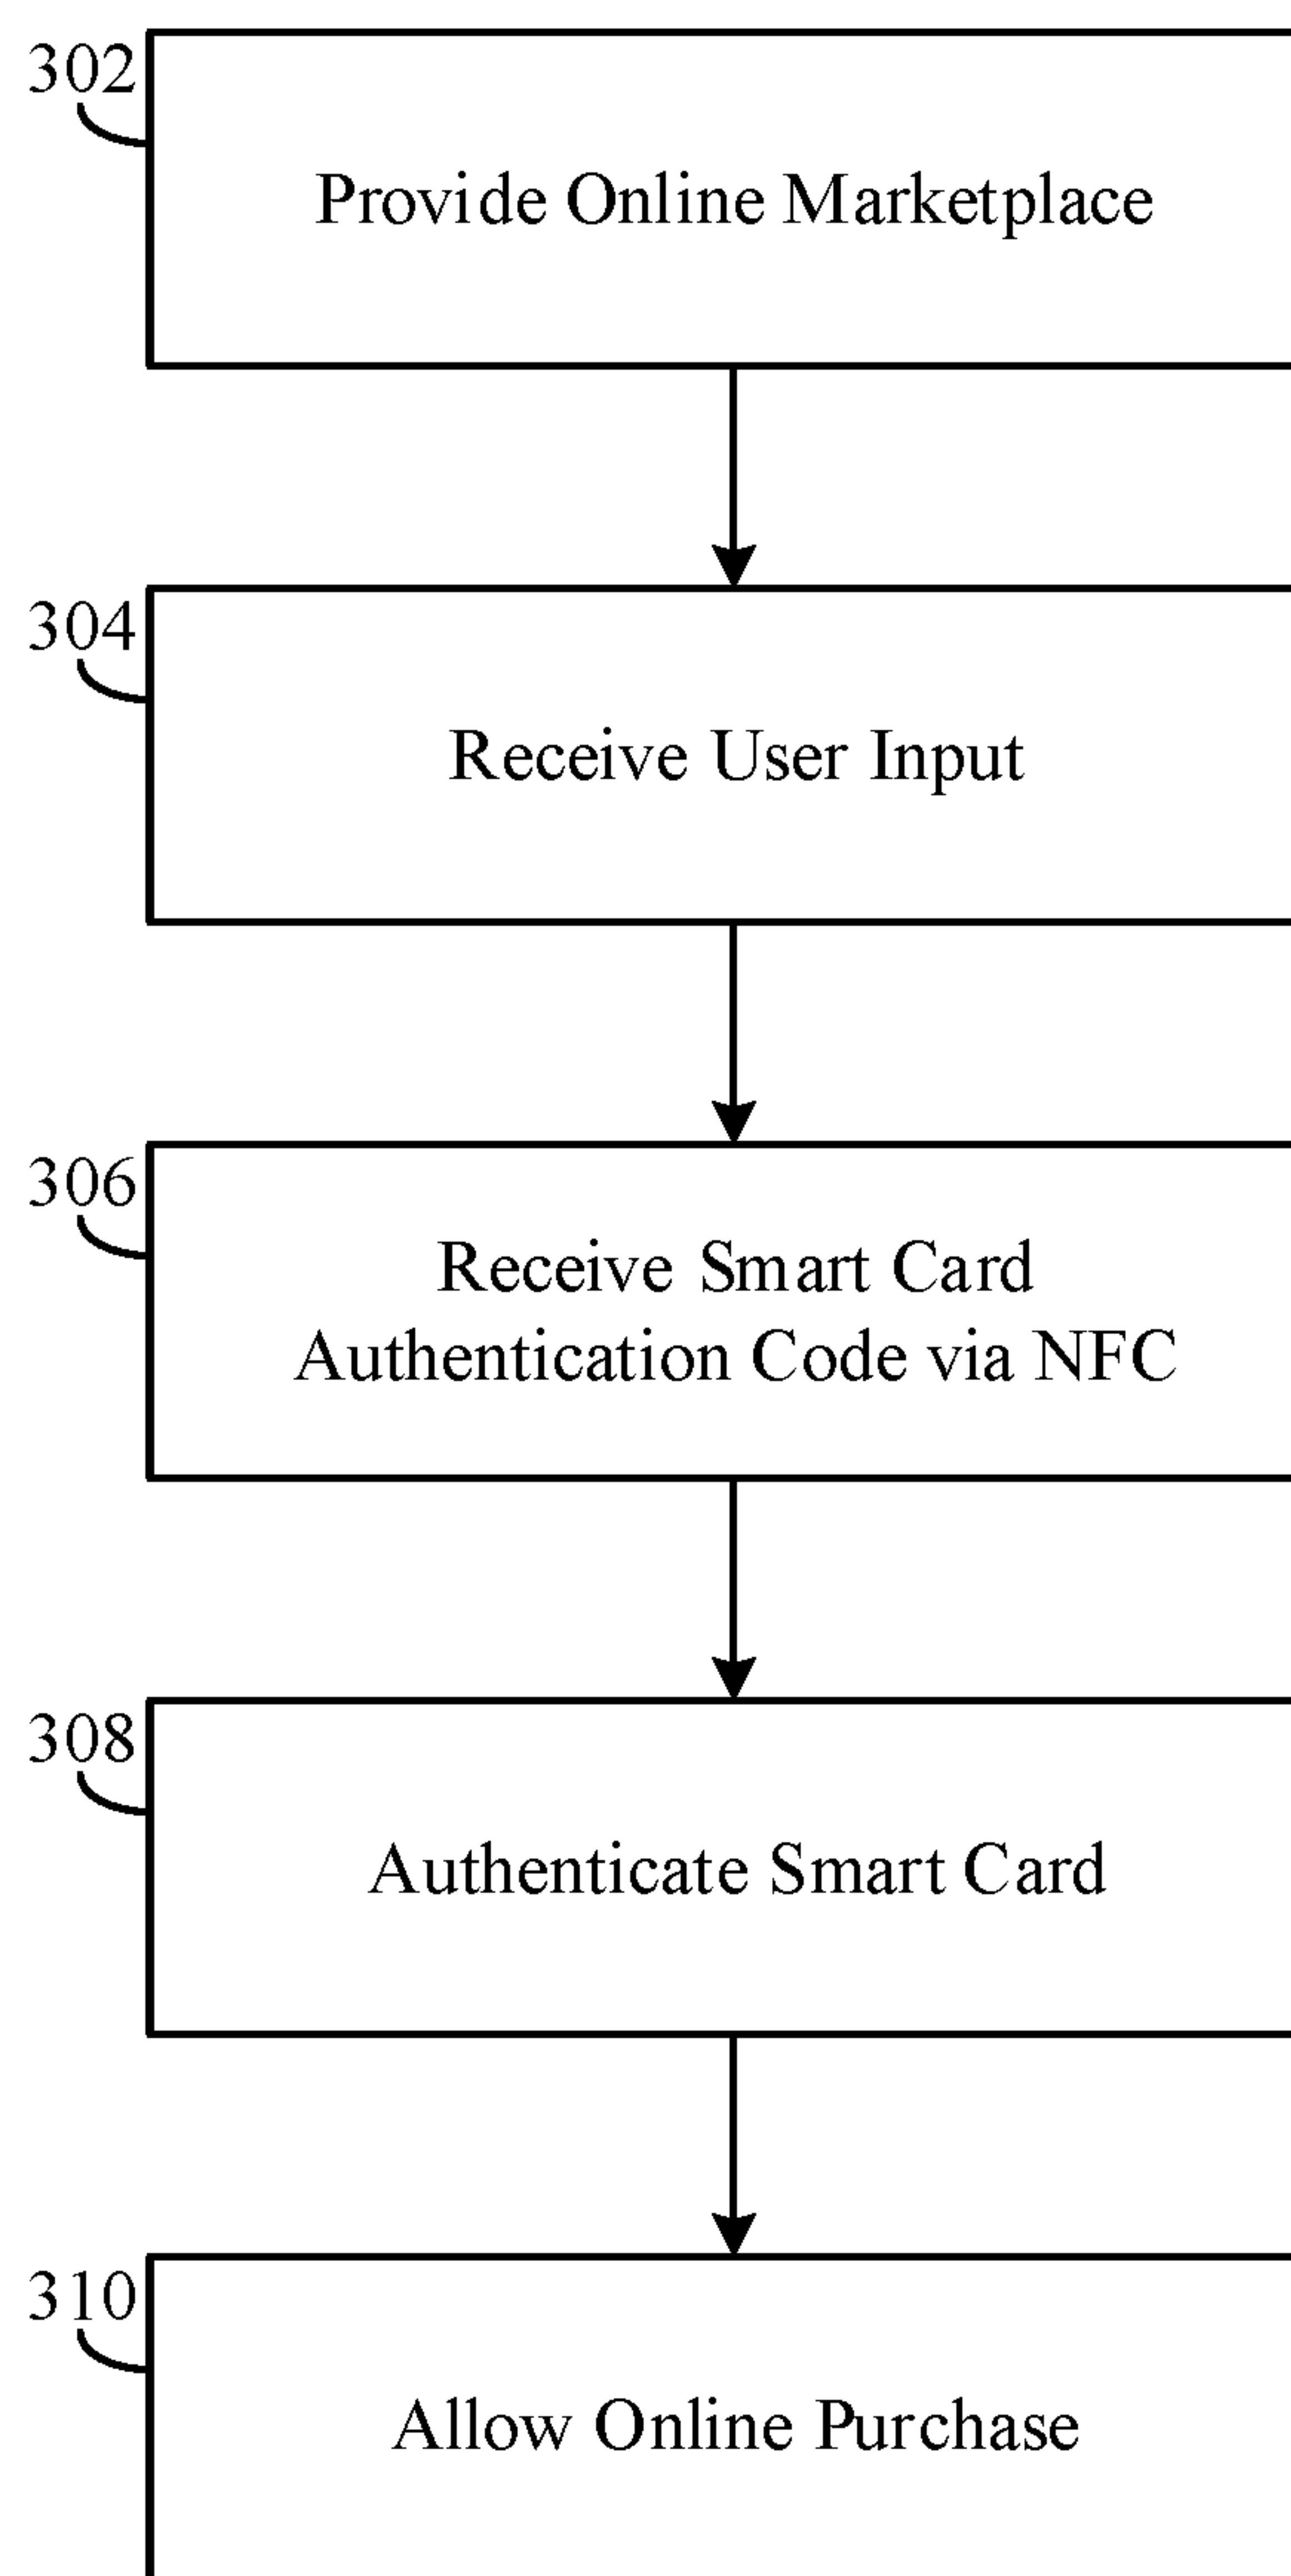 302
Provide Online Marketplace
304
Receive User Input
306
Receive Smart Card
Authentication Code via NFC
308
Authenticate Smart Card
310
Allow Online Purchase